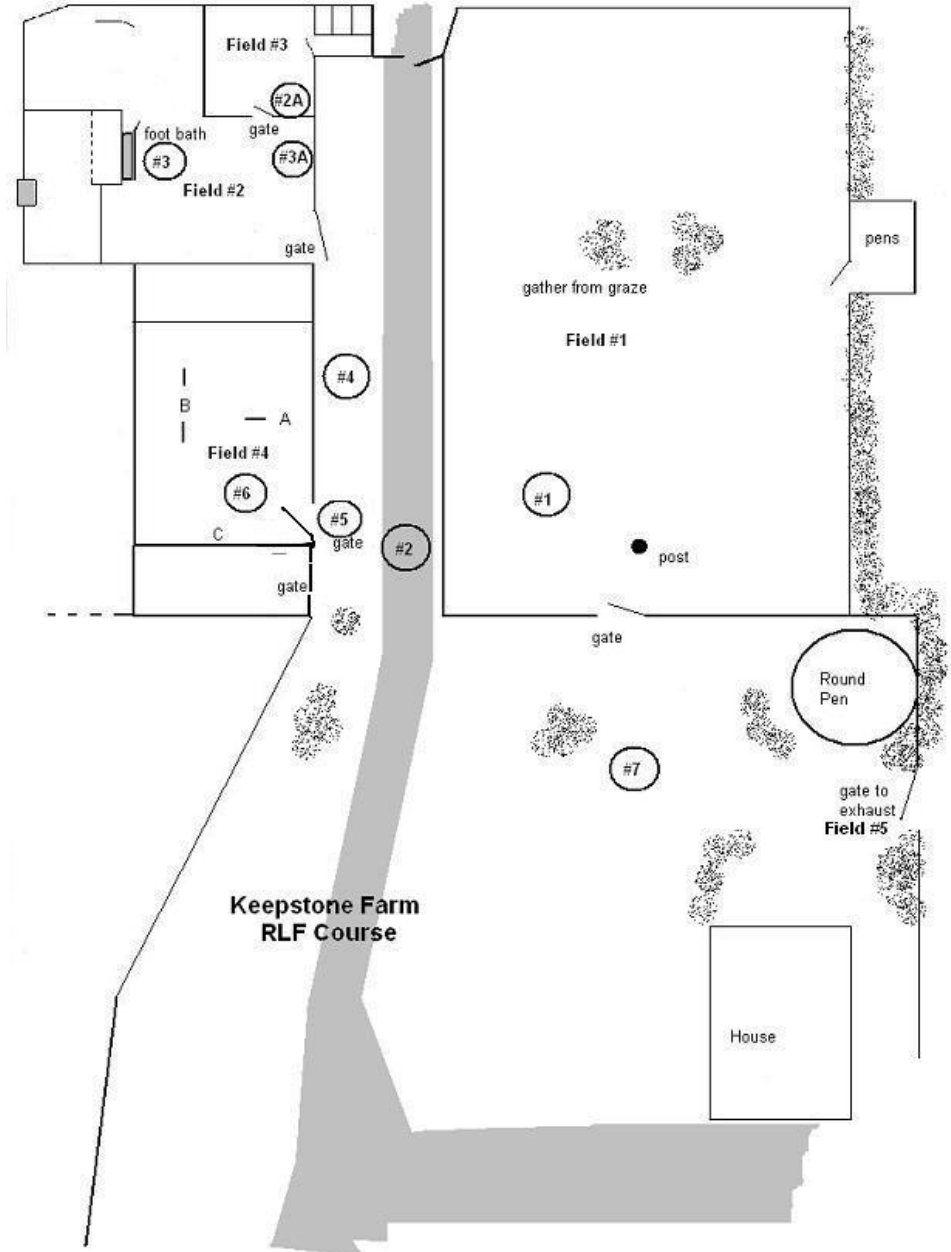 Field #3
#2A
gate
foot bath
#3
#3A
Field #2
gate
pens
gather from graze
Field #1
#4
B
A
Field #4
#6
#5
gate
C
#1
#2
post
gate
gate
Round
Pen
#7
gate to
exhaust
Field #5
Keepstone Farm
RLF Course
House